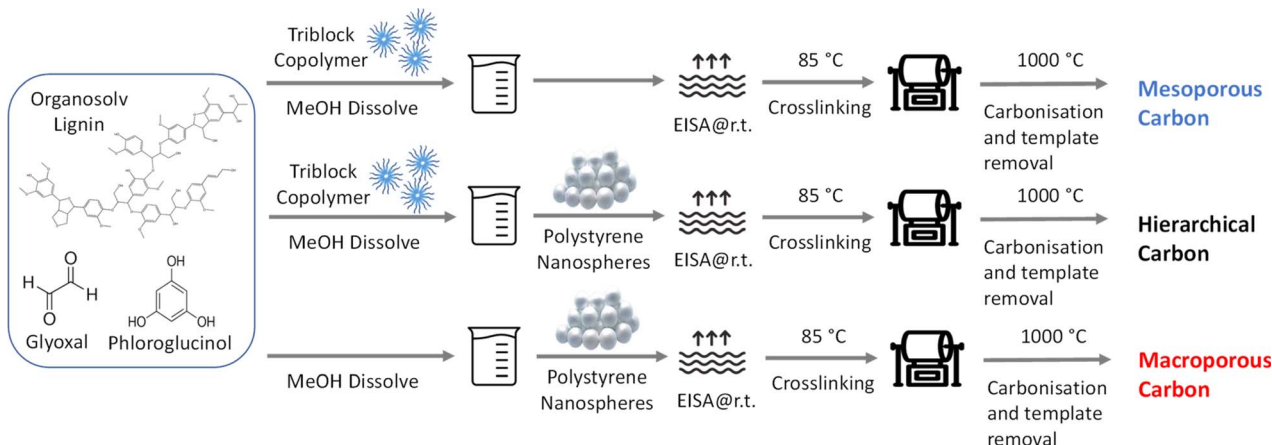 Organosolv
Lignin
Glyoxal
Phloroglucinol
O
H
H
O
OH
HO
OH
Triblock
Copolymer
MeOH Dissolve
EISA@r.t.
85 °C
Crosslinking
1000 °C
Carbonisation
and template
removal
Mesoporous
Carbon
Triblock
Copolymer
MeOH Dissolve
Polystyrene
Nanospheres
EISA@r.t.
85 °C
Crosslinking
1000 °C
Carbonisation
and template
removal
Hierarchical
Carbon
MeOH Dissolve
Polystyrene
Nanospheres
EISA@r.t.
85 °C
Crosslinking
1000 °C
Carbonisation
and template
removal
Macroporous
Carbon